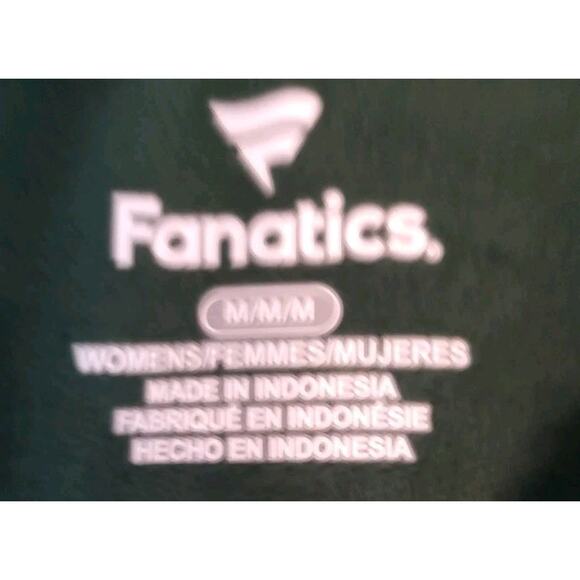 Fanatics.
M/M/M
WOMENS/FEMMES/MUJERES
MADE IN INDONESIA
FABRIQUÉ EN INDONÉSIE
HECHO EN INDONESIA